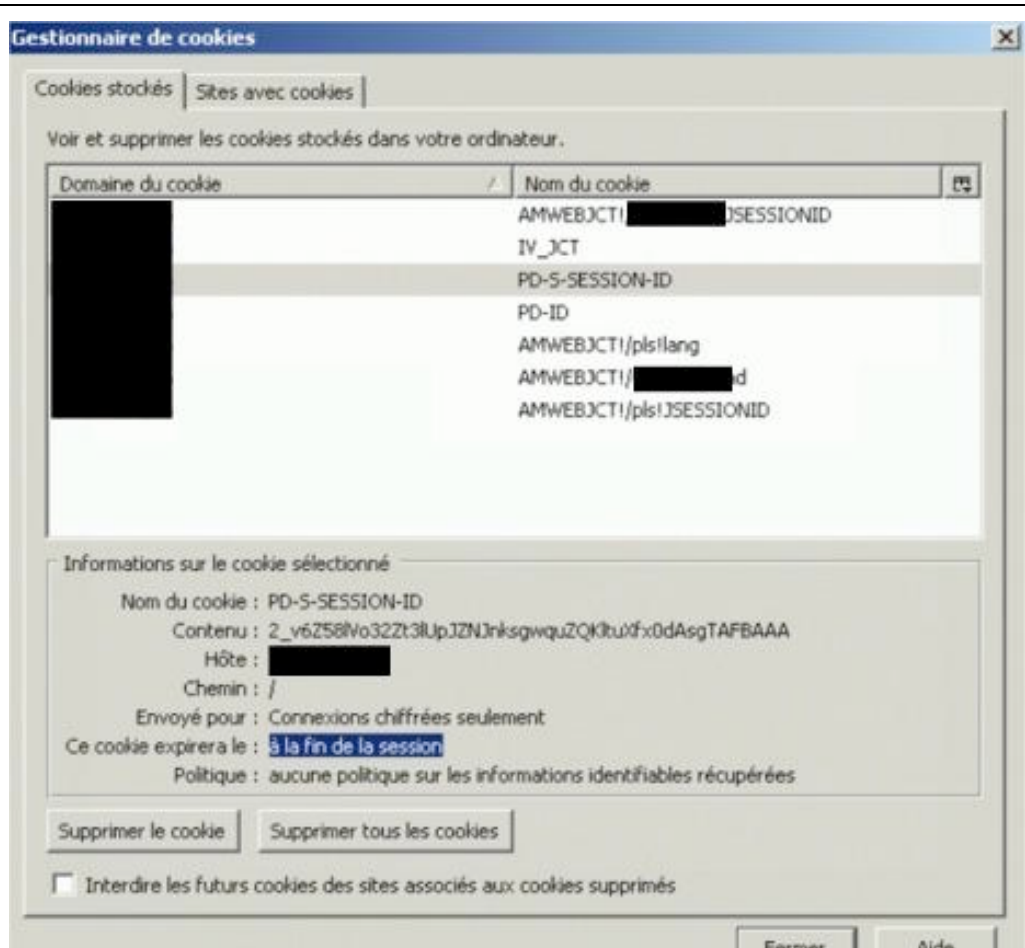 Gestionnaire de cookies
Cookies stockés Sites avec cookies
Voir et supprimer les cookies stockés dans votre ordinateur.
Domaine du cookie Nom du cookie
AMWEBJCT! JSESSIONID
IV_JCT
PD-S-SESSION-ID
PD-ID
AMWEBJCT!/pls!lang
AMWEBJCT!/ d
AMWEBJCT!/pls!JSESSIONID
Informations sur le cookie sélectionné
Nom du cookie : PD-S-SESSION-ID
Contenu :
Hôte :
Chemin : /
Envoyé pour : Connexions chiffrées seulement
Ce cookie expirera le : à la fin de la session
Politique : aucune politique sur les informations identifiables récupérées
Supprimer le cookie Supprimer tous les cookies
Interdire les futurs cookies des sites associés aux cookies supprimés
Fermer Aide